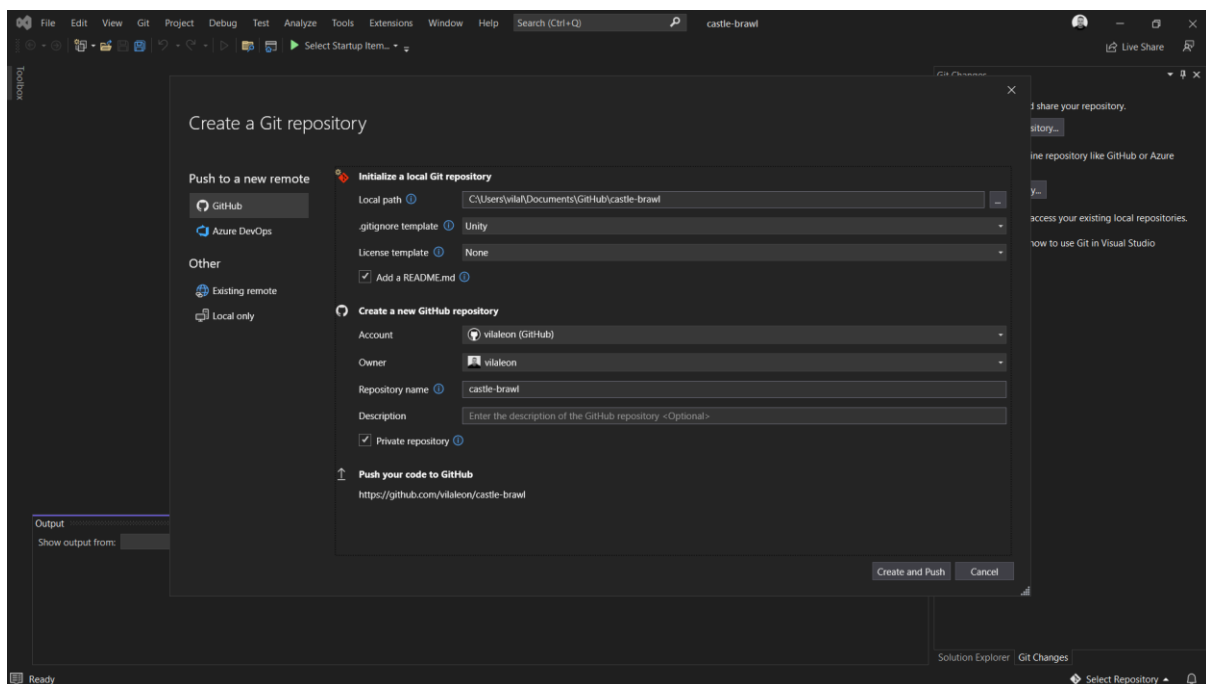 File Edit View Git Project Debug Test Analyze Tools Extensions Window Help Search (Ctrl+Q) castle-brawl
Select Startup Item... Live Share
Toolbox
Git Changes
Create a Git repository
Push to a new remote
GitHub
Azure DevOps
Other
Existing remote
Local only
Initialize a local Git repository
Local path C:\Users\vilal\Documents\GitHub\castle-brawl ...
.gitignore template Unity
License template None
Add a README.md
Create a new GitHub repository
Account vilaleon (GitHub)
Owner vilaleon
Repository name castle-brawl
Description Enter the description of the GitHub repository <Optional>
Private repository
Push your code to GitHub
https://github.com/vilaleon/castle-brawl
Create and Push Cancel
share your repository.
sitory...
ine repository like GitHub or Azure
y...
access your existing local repositories.
how to use Git in Visual Studio
Output
Show output from:
Solution Explorer Git Changes
Ready Select Repository